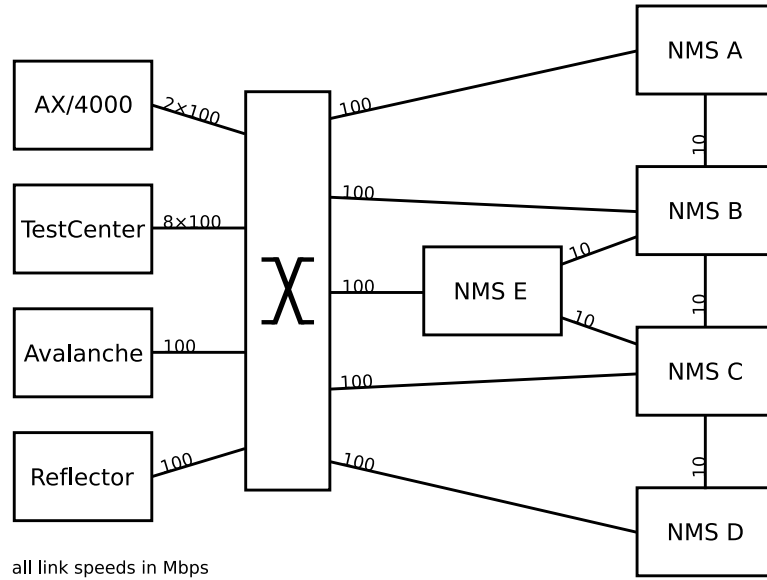 AX/4000
2×100
TestCenter
8×100
Avalanche
100
Reflector
100
100
100
100
100
100
NMS A
10
NMS B
10
NMS E
10
10
NMS C
10
NMS D
all link speeds in Mbps